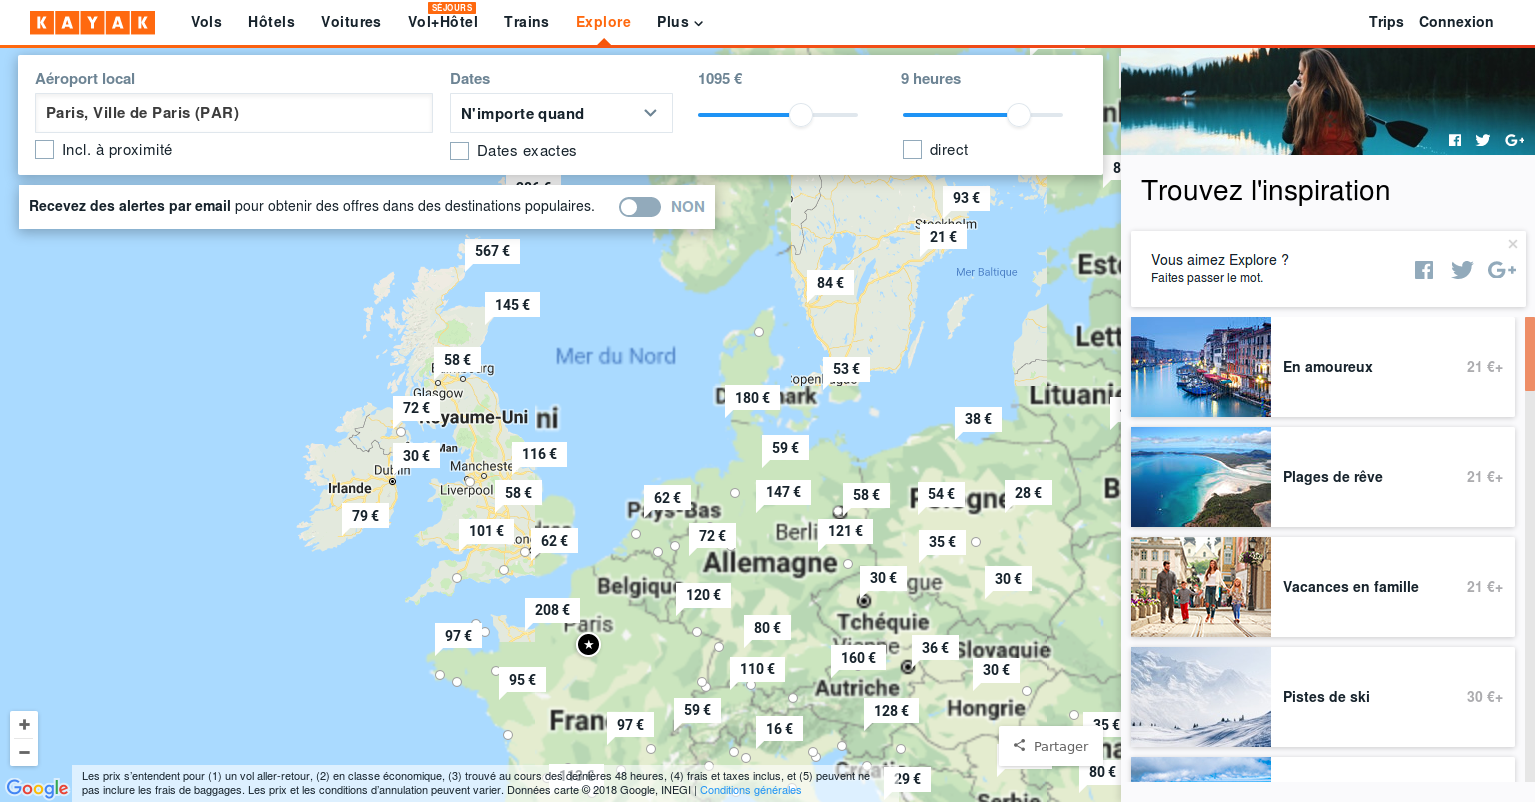 KAYAK
Vols
Hôtels
Voitures
SÉJOURS
Vol+Hôtel
Trains
Explore
Plus
Trips
Connexion
Aéroport local
Dates
1095 €
9 heures
Paris, Ville de Paris (PAR)
N'importe quand
Incl. à proximité
Dates exactes
direct
Recevez des alertes par email pour obtenir des offres dans des destinations populaires.
NON
93 €
Stockholm
21 €
567 €
Mer Baltique
84 €
145 €
Mer du Nord
58 €
53 €
Glasgow
180 €
72 €
Royaume-Uni
38 €
59 €
30 €
116 €
Dublin
Irlande
Liverpool
58 €
62 €
147 €
58 €
54 €
28 €
Pologne
Pays-Bas
79 €
101 €
62 €
72 €
121 €
35 €
Allemagne
Belgique
30 €
30 €
120 €
208 €
Paris
80 €
Tchéquie
97 €
160 €
36 €
Slovaquie
95 €
110 €
30 €
Autriche
59 €
128 €
Hongrie
97 €
16 €
35 €
Partager
29 €
80 €
+
−
Google
Les prix s'entendent pour (1) un vol aller-retour, (2) en classe économique, (3) trouvé au cours des dernières 48 heures, (4) frais et taxes inclus, et (5) peuvent ne
pas inclure les frais de baggages. Les prix et les conditions d'annulation peuvent varier. Données carte © 2018 Google, INEGI | Conditions générales
Trouvez l'inspiration
Vous aimez Explore ?
Faites passer le mot.
En amoureux
21 €+
Plages de rêve
21 €+
Vacances en famille
21 €+
Pistes de ski
30 €+